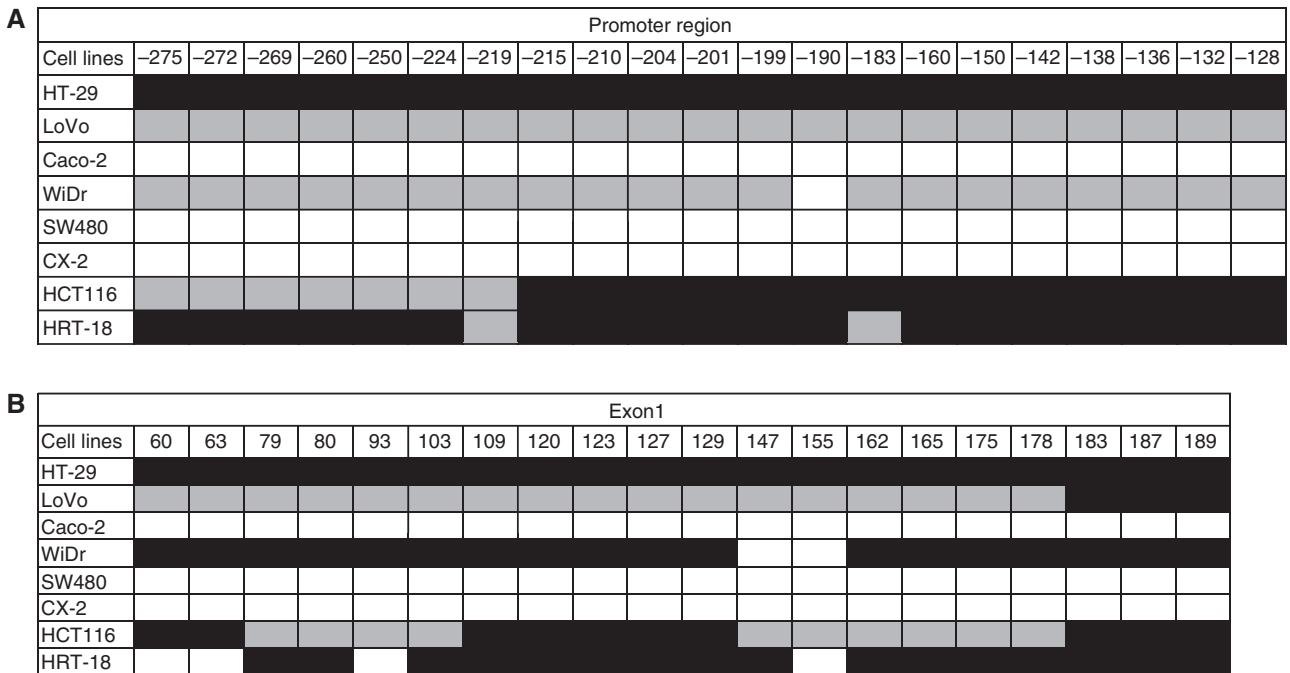 A
Promoter region
Cell lines –275 –272 –269 –260 –250 –224 –219 –215 –210 –204 –201 –199 –190 –183 –160 –150 –142 –138 –136 –132 –128
HT-29
LoVo
Caco-2
WiDr
SW480
CX-2
HCT116
HRT-18
B
Exon1
Cell lines 60 63 79 80 93 103 109 120 123 127 129 147 155 162 165 175 178 183 187 189
HT-29
LoVo
Caco-2
WiDr
SW480
CX-2
HCT116
HRT-18